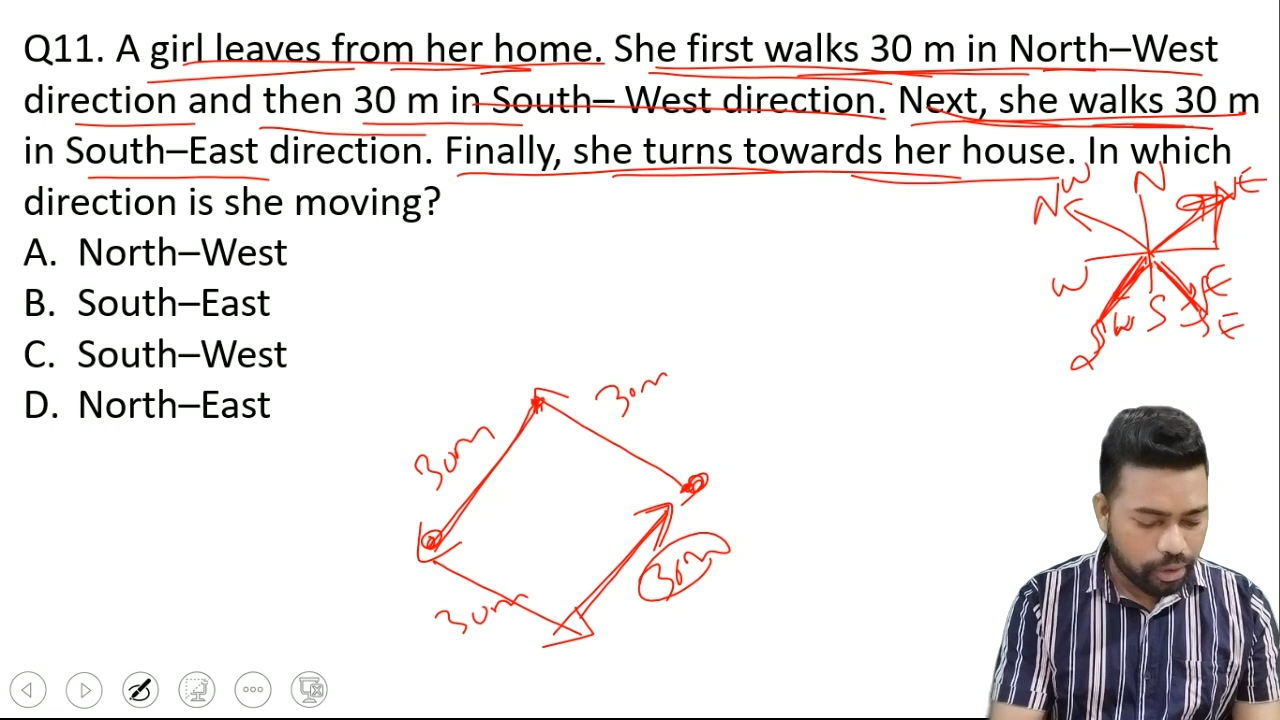 Q11. A girl leaves from her home. She first walks 30 m in North–West
direction and then 30 m in South– West direction. Next, she walks 30 m
in South–East direction. Finally, she turns towards her house. In which
direction is she moving?
A. North–West
B. South–East
C. South–West
D. North–East
N
NW
NE
W
E
SW
S
SE
30m
30m
30m
30m